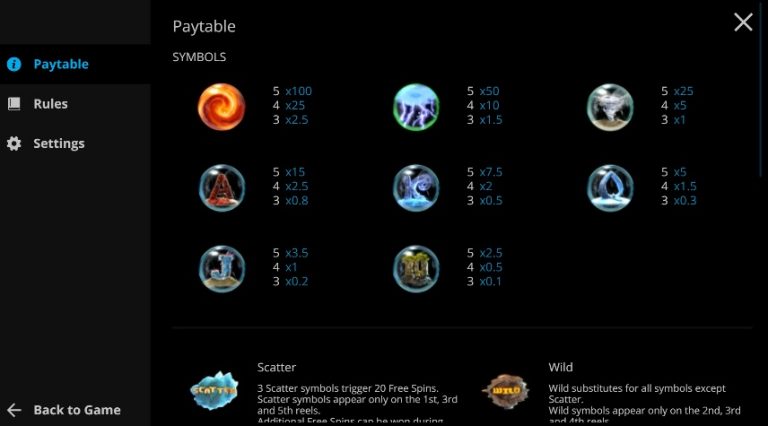 Paytable
SYMBOLS
Paytable
Rules
Settings
5 x100
4 x25
3 x2.5
5 x50
4 x10
3 x1.5
5 x25
4 x5
3 x1
A
5 x15
4 x2.5
3 x0.8
K
5 x7.5
4 x2
3 x0.5
Q
5 x5
4 x1.5
3 x0.3
J
5 x3.5
4 x1
3 x0.2
10
5 x2.5
4 x0.5
3 x0.1
SCATTER
Scatter
3 Scatter symbols trigger 20 Free Spins.
Scatter symbols appear only on the 1st, 3rd
and 5th reels.
Additional Free Spins can be won during
WILD
Wild
Wild substitutes for all symbols except
Scatter.
Wild symbols appear only on the 2nd, 3rd
and 4th reels.
Back to Game